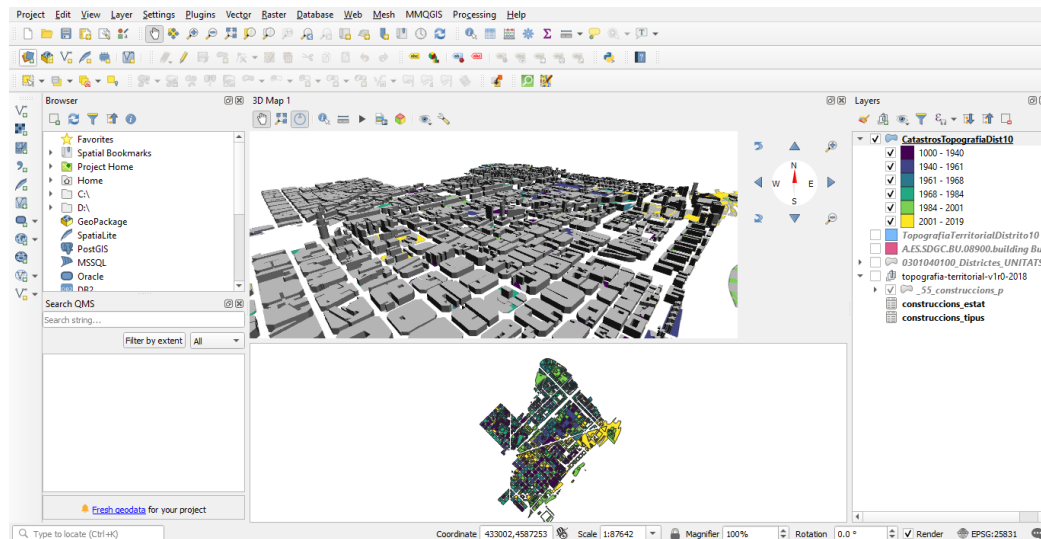 Project Edit View Layer Settings Plugins Vector Raster Database Web Mesh MMQGIS Processing Help
Browser
Favorites
Spatial Bookmarks
Project Home
Home
C:\
D:\
GeoPackage
SpatiaLite
PostGIS
MSSQL
Oracle
DB2
Search QMS
Search string...
Filter by extent All
Fresh geodata for your project
3D Map 1
N
W E
S
Layers
CatastrosTopografiaDist10
1000 - 1940
1940 - 1961
1961 - 1968
1968 - 1984
1984 - 2001
2001 - 2019
TopografiaTerritorialDistrito10
A.ES.SDGC.BU.08900.building Bu
0301040100_Districtes_UNITATS
topografia-territorial-v1r0-2018
_55_construccions_p
construccions_estat
construccions_tipus
Type to locate (Ctrl+K) Coordinate 433002,4587253 Scale 1:87642 Magnifier 100% Rotation 0.0 ° Render EPSG:25831